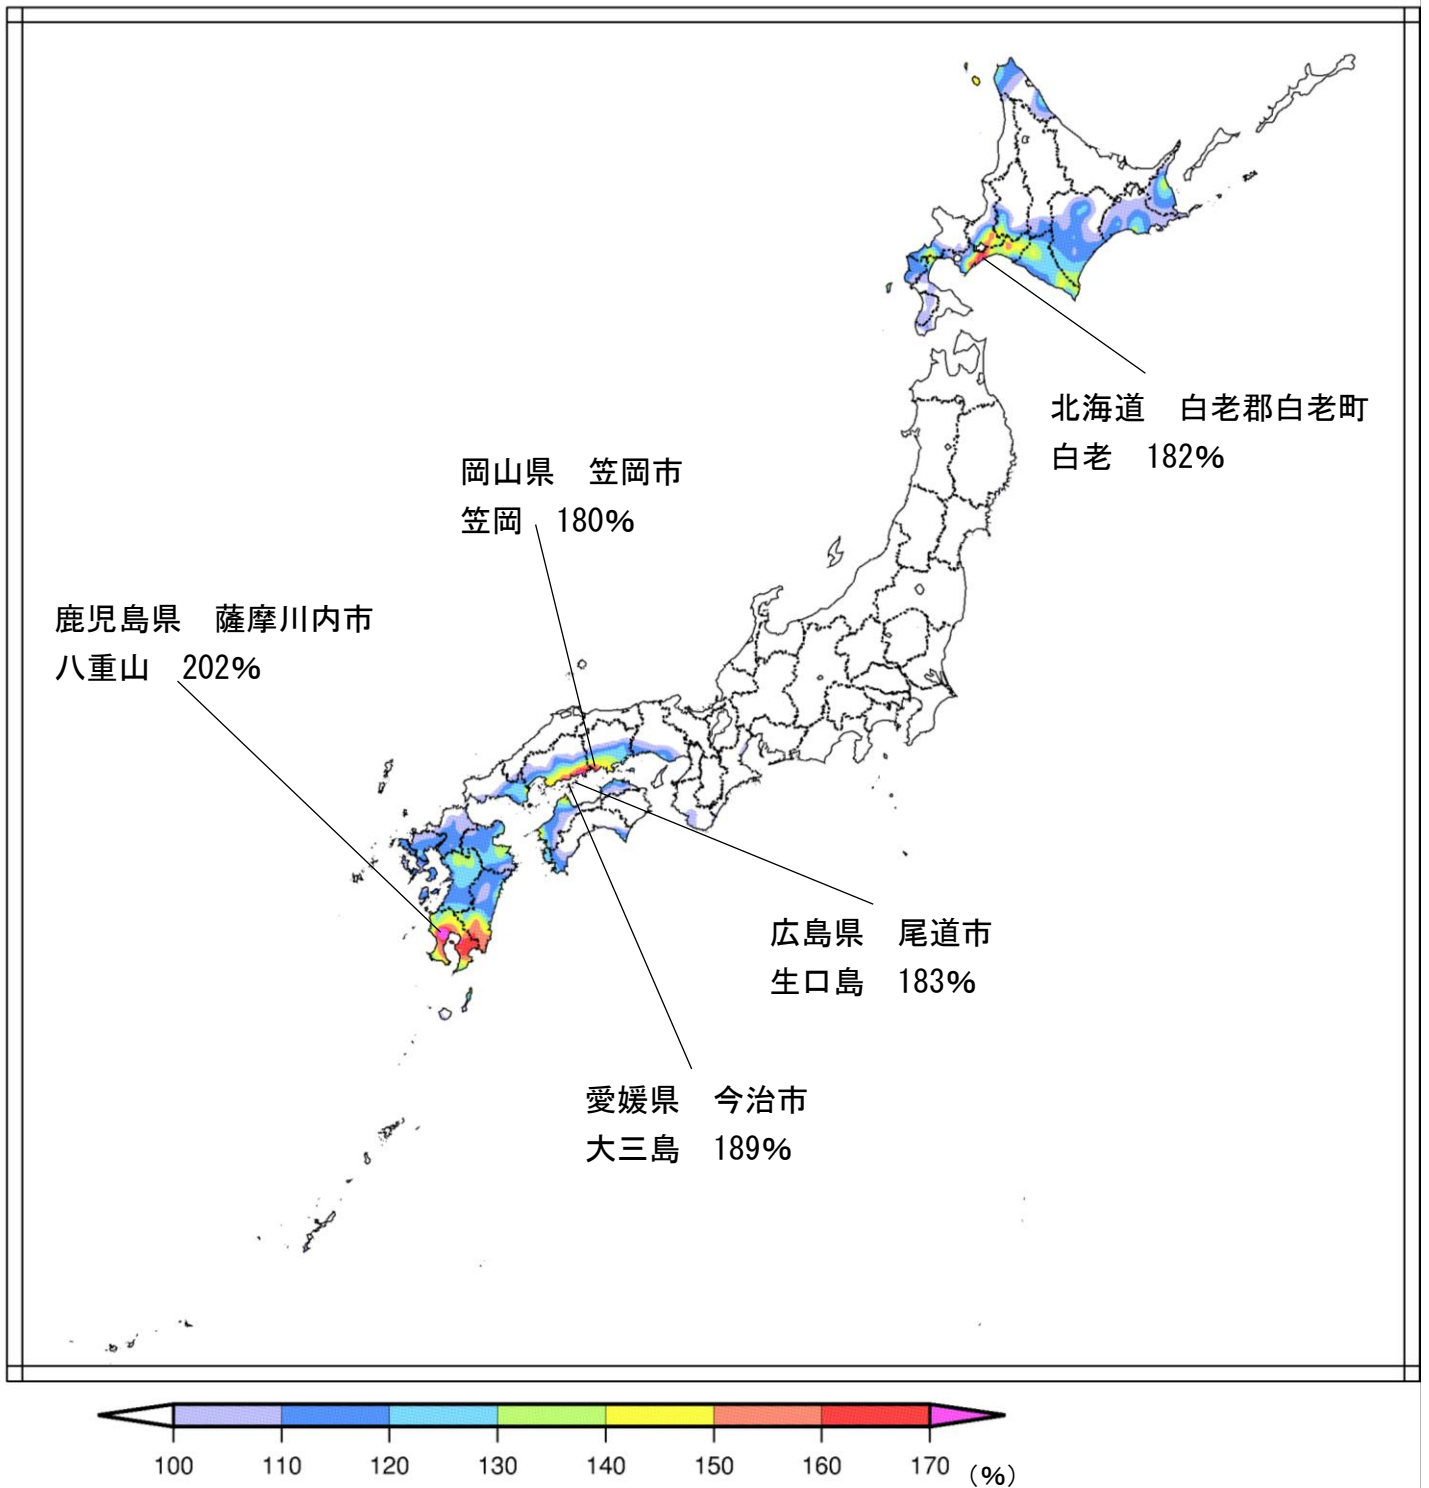 北海道　白老郡白老町
白老　182%
岡山県　笠岡市
笠岡　180%
鹿児島県　薩摩川内市
八重山　202%
広島県　尾道市
生口島　183%
愛媛県　今治市
大三島　189%
100 110 120 130 140 150 160 170 (%)